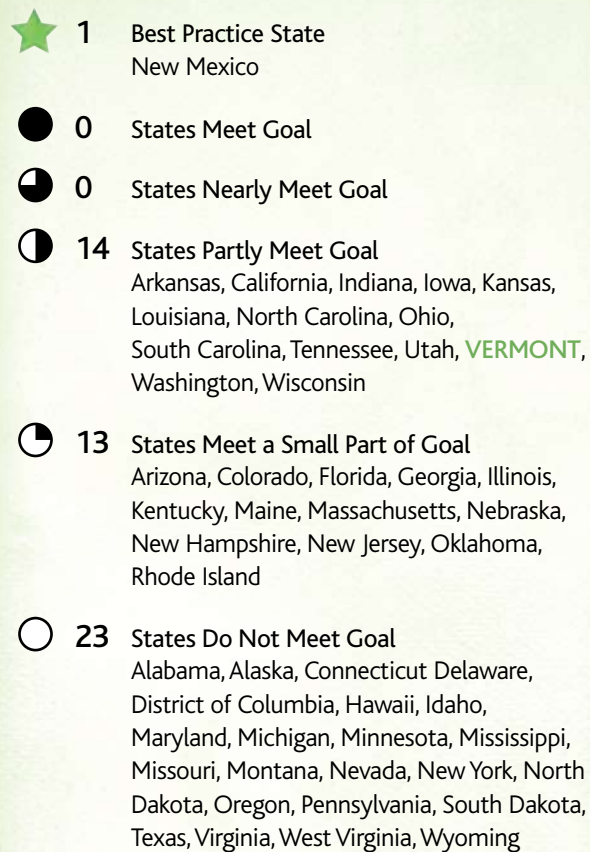 1 Best Practice State
New Mexico
0 States Meet Goal
0 States Nearly Meet Goal
14 States Partly Meet Goal
Arkansas, California, Indiana, Iowa, Kansas,
Louisiana, North Carolina, Ohio,
South Carolina, Tennessee, Utah, VERMONT,
Washington, Wisconsin
13 States Meet a Small Part of Goal
Arizona, Colorado, Florida, Georgia, Illinois,
Kentucky, Maine, Massachusetts, Nebraska,
New Hampshire, New Jersey, Oklahoma,
Rhode Island
23 States Do Not Meet Goal
Alabama, Alaska, Connecticut Delaware,
District of Columbia, Hawaii, Idaho,
Maryland, Michigan, Minnesota, Mississippi,
Missouri, Montana, Nevada, New York, North
Dakota, Oregon, Pennsylvania, South Dakota,
Texas, Virginia, West Virginia, Wyoming